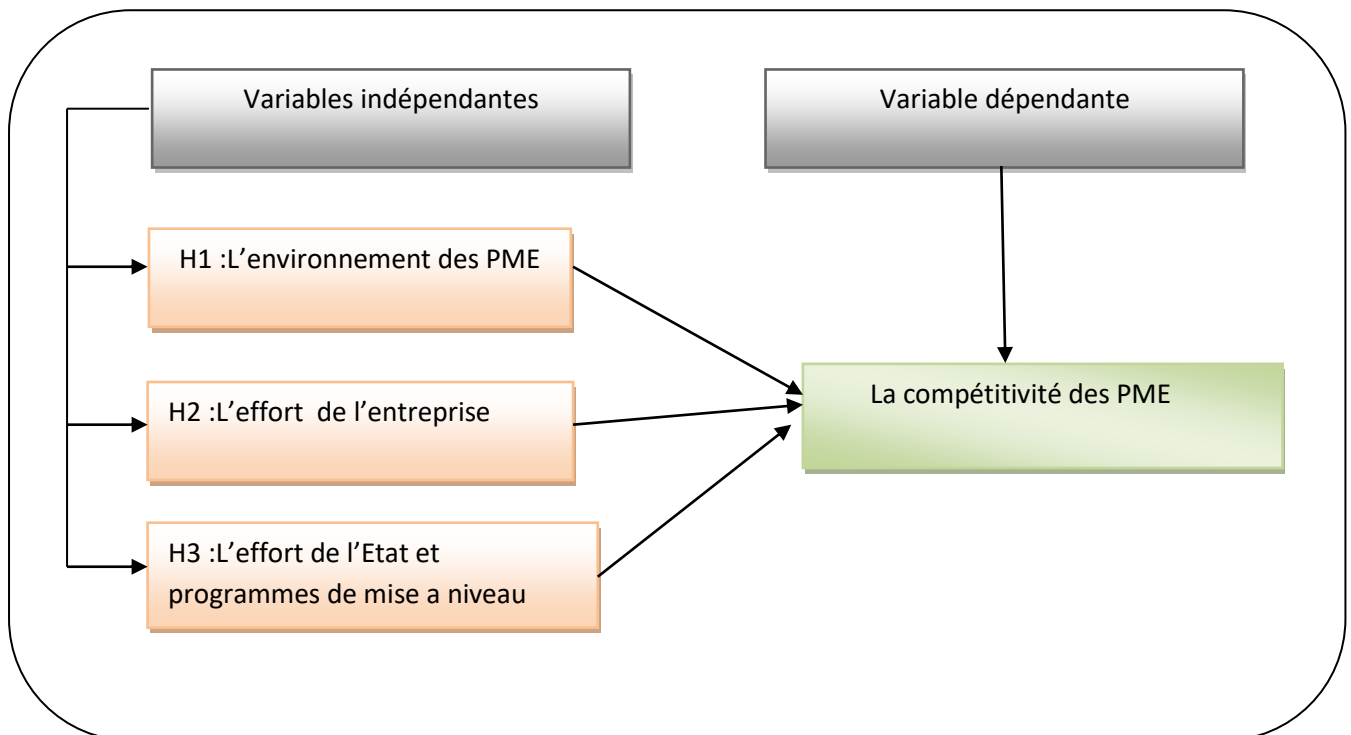 Variables indépendantes
Variable dépendante
H1 :L’environnement des PME
La compétitivité des PME
H2 :L’effort de l’entreprise
H3 :L’effort de l’Etat et
programmes de mise a niveau